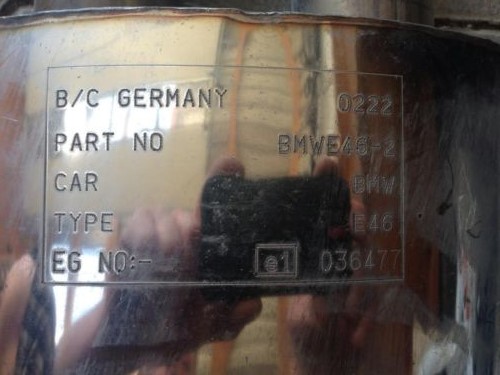 B/C GERMANY 0222
PART NO BMWE46-2
CAR BMW
TYPE E46
EG NO:- e1 036477